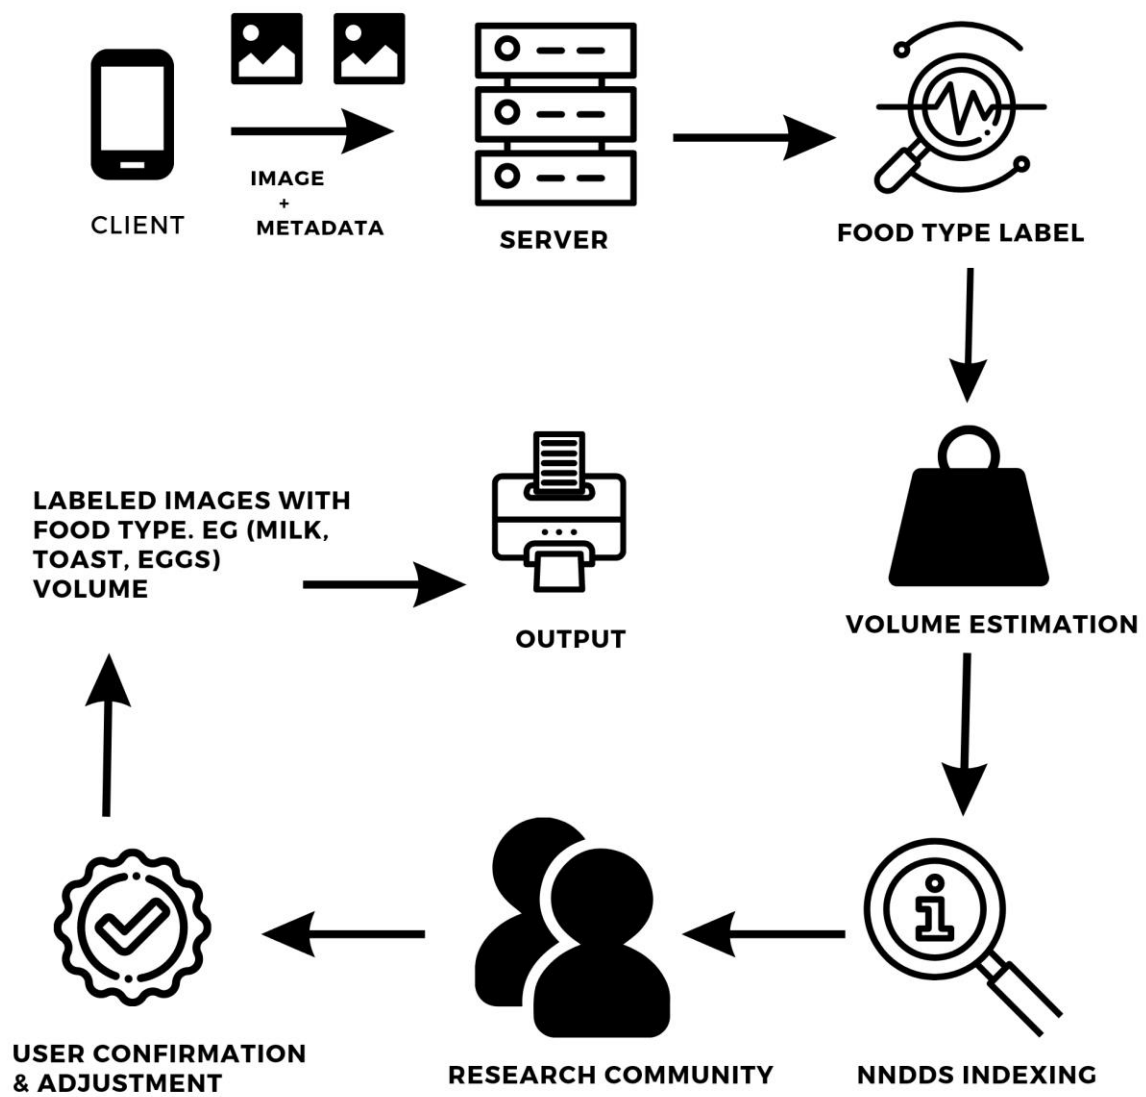 CLIENT
IMAGE
+
METADATA
SERVER
FOOD TYPE LABEL
VOLUME ESTIMATION
NNDDS INDEXING
RESEARCH COMMUNITY
USER CONFIRMATION
& ADJUSTMENT
LABELED IMAGES WITH
FOOD TYPE. EG (MILK,
TOAST, EGGS)
VOLUME
OUTPUT